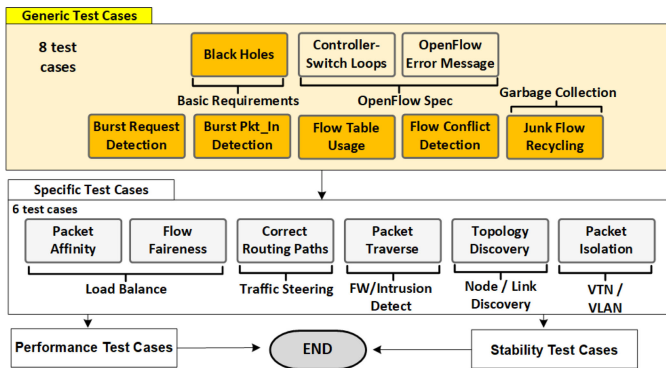 Generic Test Cases
8 test
cases
Black Holes
Controller-
Switch Loops
OpenFlow
Error Message
Basic Requirements
OpenFlow Spec
Garbage Collection
Burst Request
Detection
Burst Pkt_In
Detection
Flow Table
Usage
Flow Conflict
Detection
Junk Flow
Recycling
Specific Test Cases
6 test cases
Packet
Affinity
Flow
Faireness
Correct
Routing Paths
Packet
Traverse
Topology
Discovery
Packet
Isolation
Load Balance
Traffic Steering
FW/Intrusion
Detect
Node / Link
Discovery
VTN /
VLAN
Performance Test Cases
END
Stability Test Cases